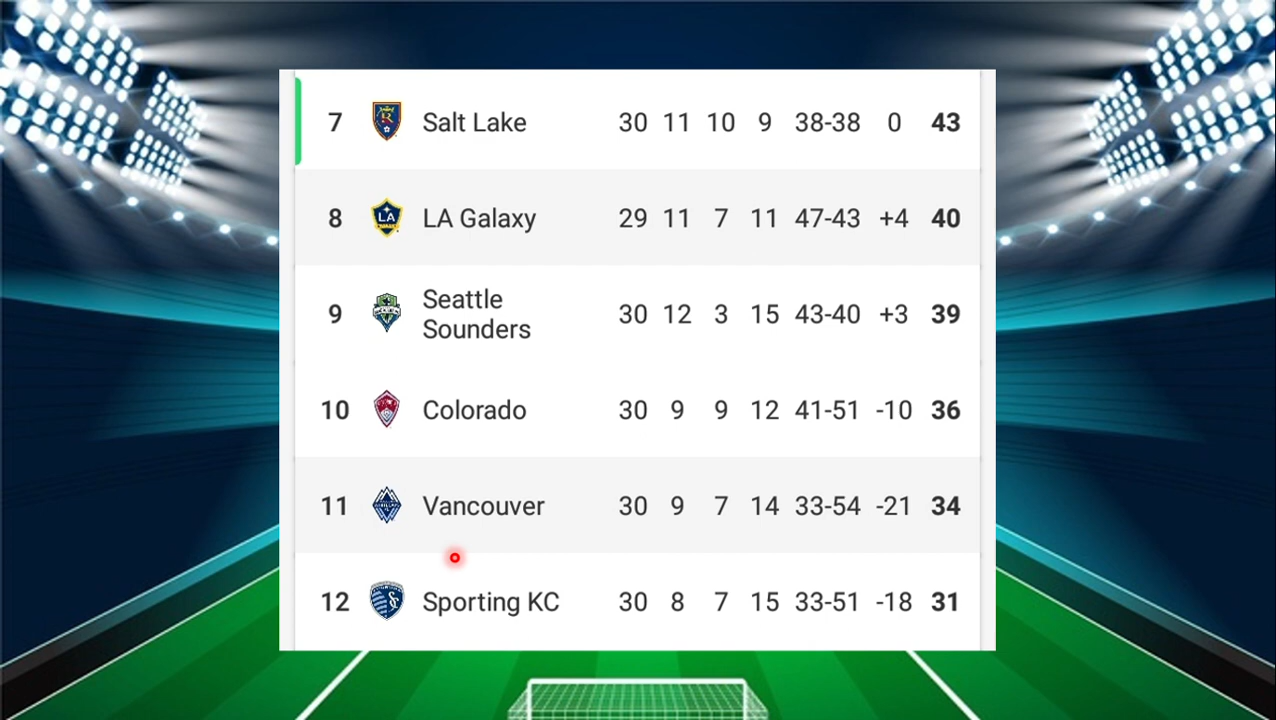 7 Salt Lake 30 11 10 9 38-38 0 43
8 LA Galaxy 29 11 7 11 47-43 +4 40
9 Seattle Sounders 30 12 3 15 43-40 +3 39
10 Colorado 30 9 9 12 41-51 -10 36
11 Vancouver 30 9 7 14 33-54 -21 34
12 Sporting KC 30 8 7 15 33-51 -18 31